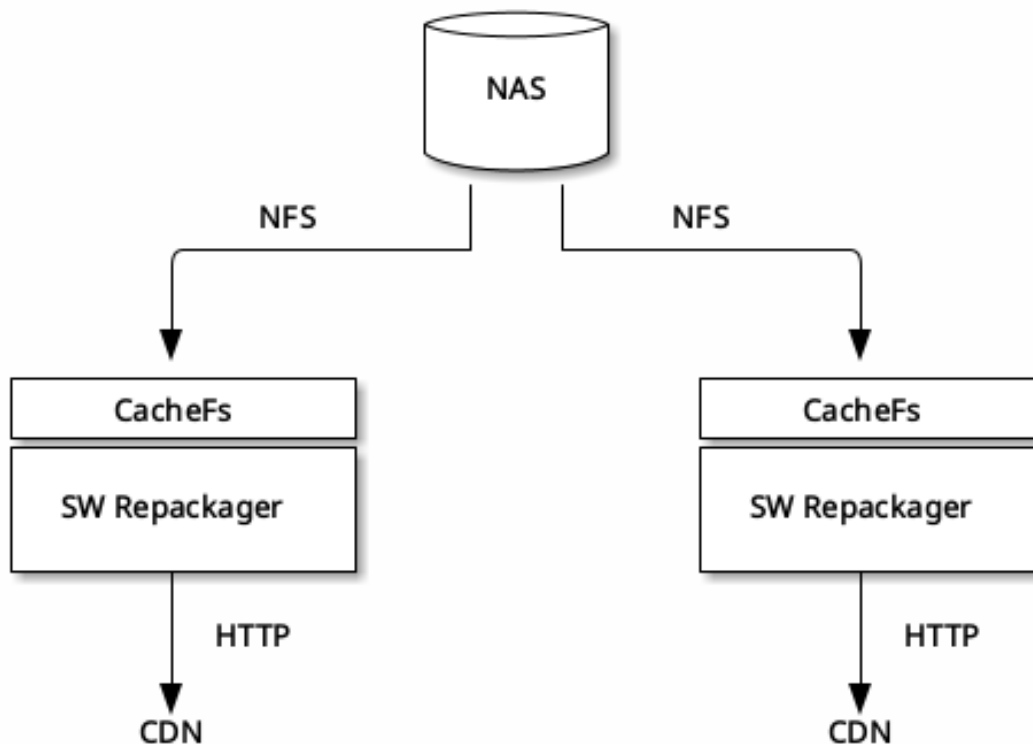 NAS
NFS
NFS
CacheFs
CacheFs
SW Repackager
SW Repackager
HTTP
HTTP
CDN
CDN